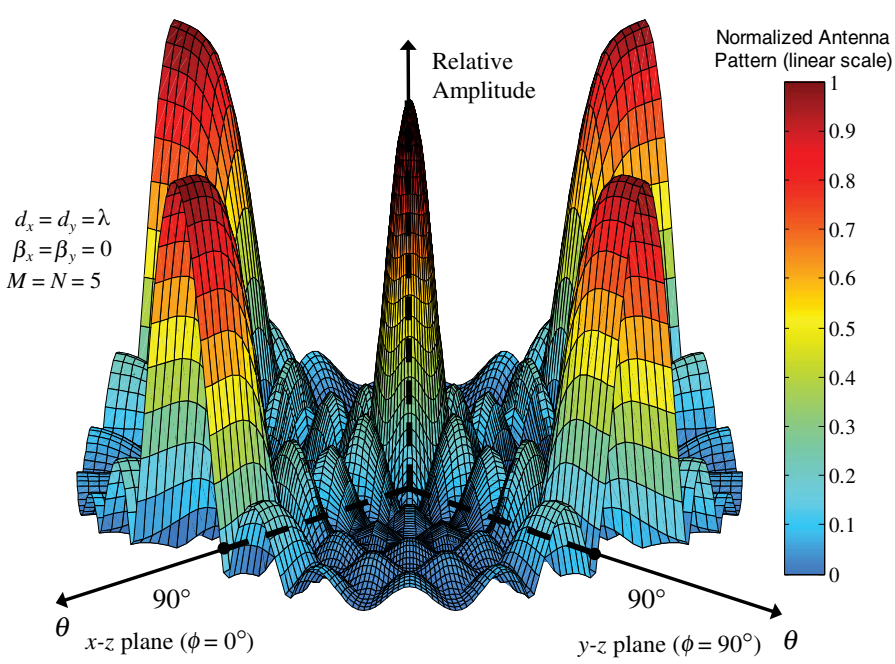 Relative
Amplitude
Normalized Antenna
Pattern (linear scale)
1
0.9
0.8
0.7
0.6
0.5
0.4
0.3
0.2
0.1
0
d_x = d_y = λ
β_x = β_y = 0
M = N = 5
90°
θ
x-z plane (ϕ = 0°)
90°
y-z plane (ϕ = 90°)
θ